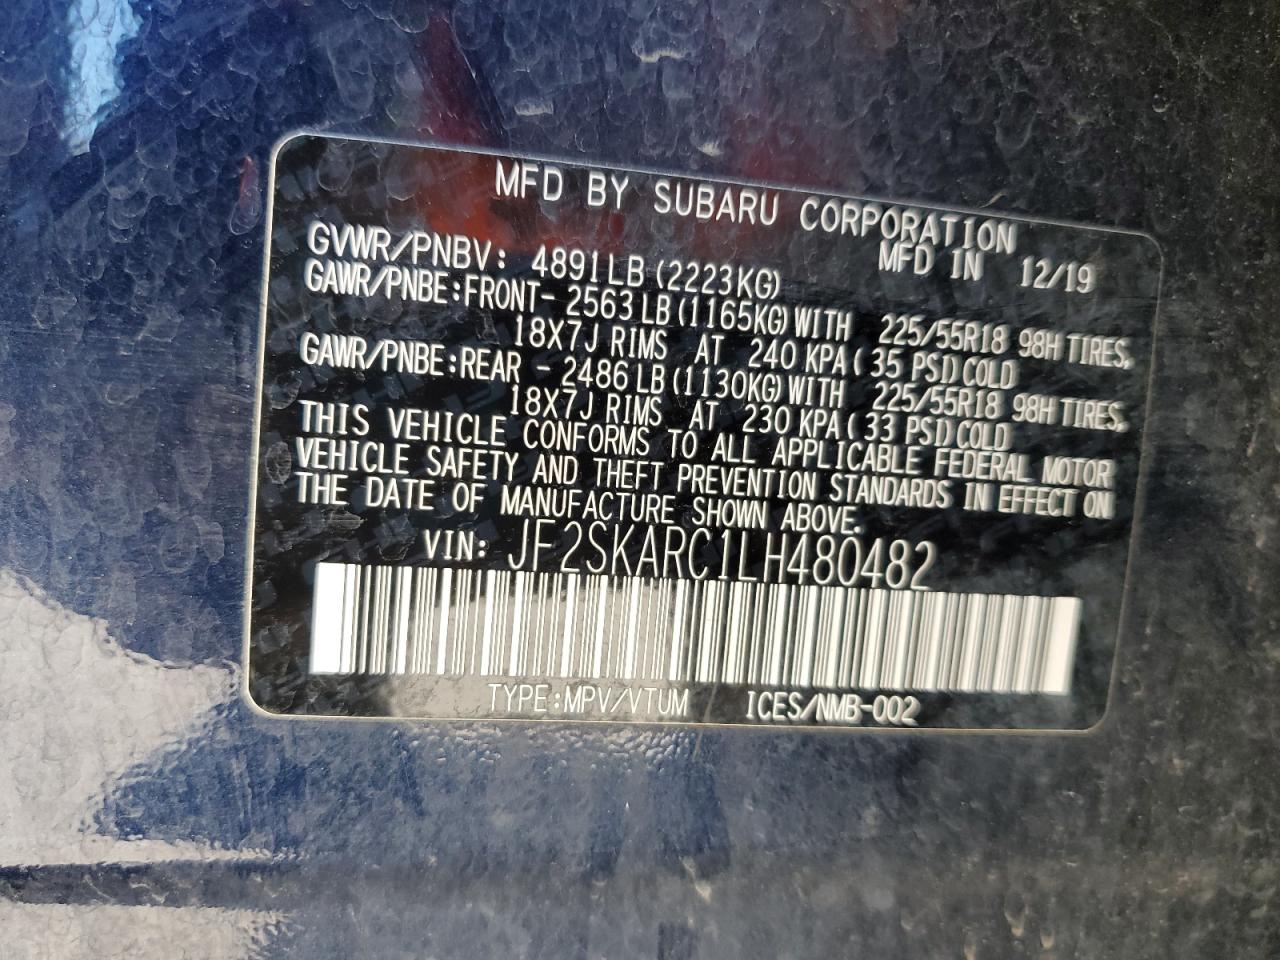 MFD BY SUBARU CORPORATION
MFD IN 12/19
GVWR/PNBV: 4891LB (2223KG)
GAWR/PNBE:FRONT- 2563 LB (1165KG) WITH 225/55R18 98H TIRES,
18X7J RIMS AT 240 KPA ( 35 PSI) COLD
GAWR/PNBE:REAR - 2486 LB (1130KG) WITH 225/55R18 98H TIRES,
18X7J RIMS AT 230 KPA ( 33 PSI) COLD
THIS VEHICLE CONFORMS TO ALL APPLICABLE FEDERAL MOTOR
VEHICLE SAFETY AND THEFT PREVENTION STANDARDS IN EFFECT ON
THE DATE OF MANUFACTURE SHOWN ABOVE.
VIN: JF2SKARC1LH480482
TYPE:MPV/VTUM ICES/NMB-002